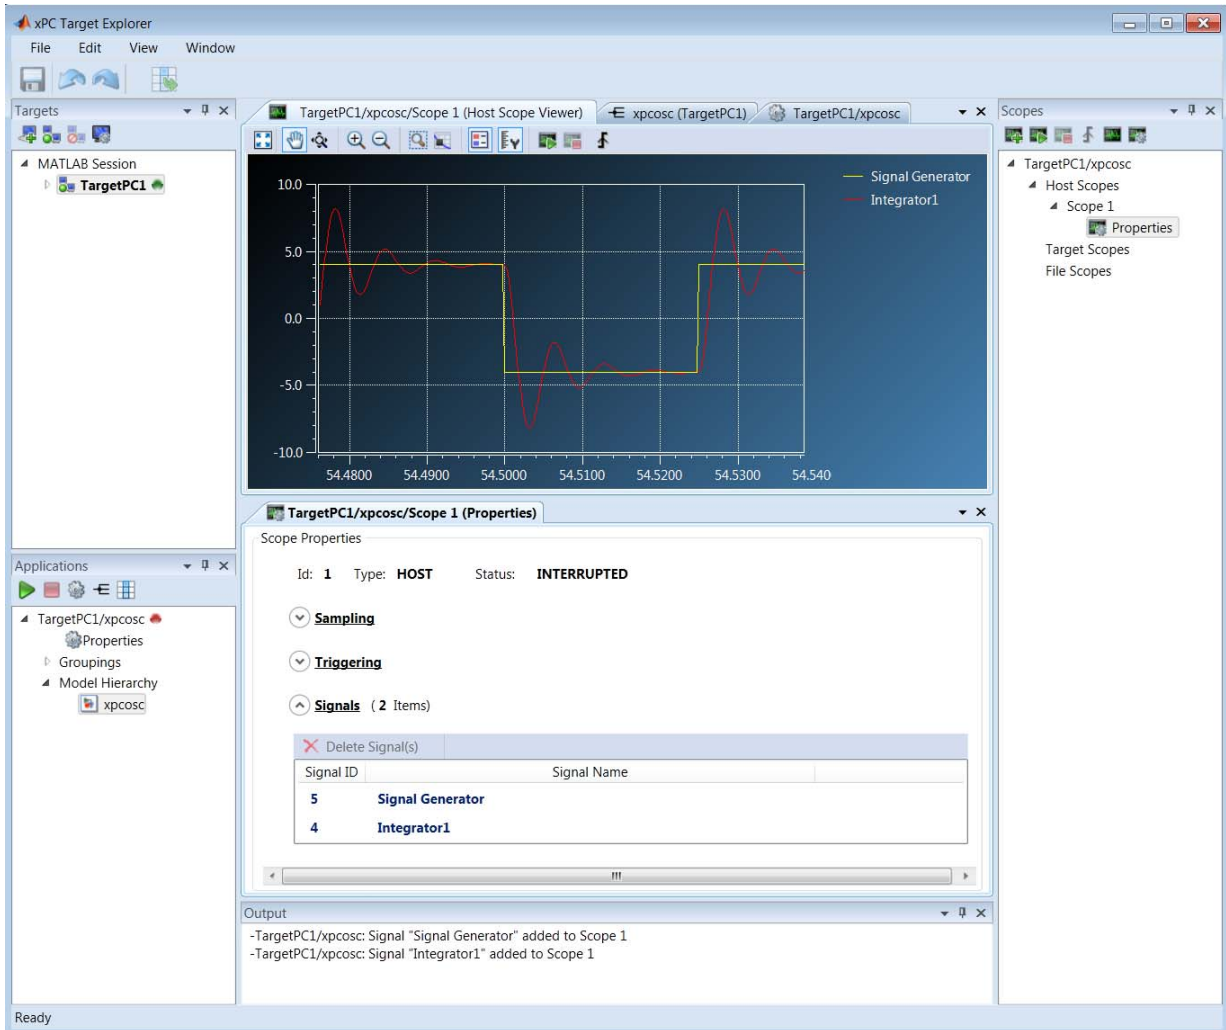 xPC Target Explorer
File Edit View Window
Targets
MATLAB Session
TargetPC1
TargetPC1/xpcosc/Scope 1 (Host Scope Viewer)
xpcosc (TargetPC1)
TargetPC1/xpcosc
Signal Generator
Integrator1
10.0
5.0
0.0
-5.0
-10.0
54.4800 54.4900 54.5000 54.5100 54.5200 54.5300 54.540
Scopes
TargetPC1/xpcosc
Host Scopes
Scope 1
Properties
Target Scopes
File Scopes
TargetPC1/xpcosc/Scope 1 (Properties)
Scope Properties
Id: 1 Type: HOST Status: INTERRUPTED
Sampling
Triggering
Signals ( 2 Items)
Delete Signal(s)
Signal ID Signal Name
5 Signal Generator
4 Integrator1
Applications
TargetPC1/xpcosc
Properties
Groupings
Model Hierarchy
xpcosc
Output
-TargetPC1/xpcosc: Signal "Signal Generator" added to Scope 1
-TargetPC1/xpcosc: Signal "Integrator1" added to Scope 1
Ready